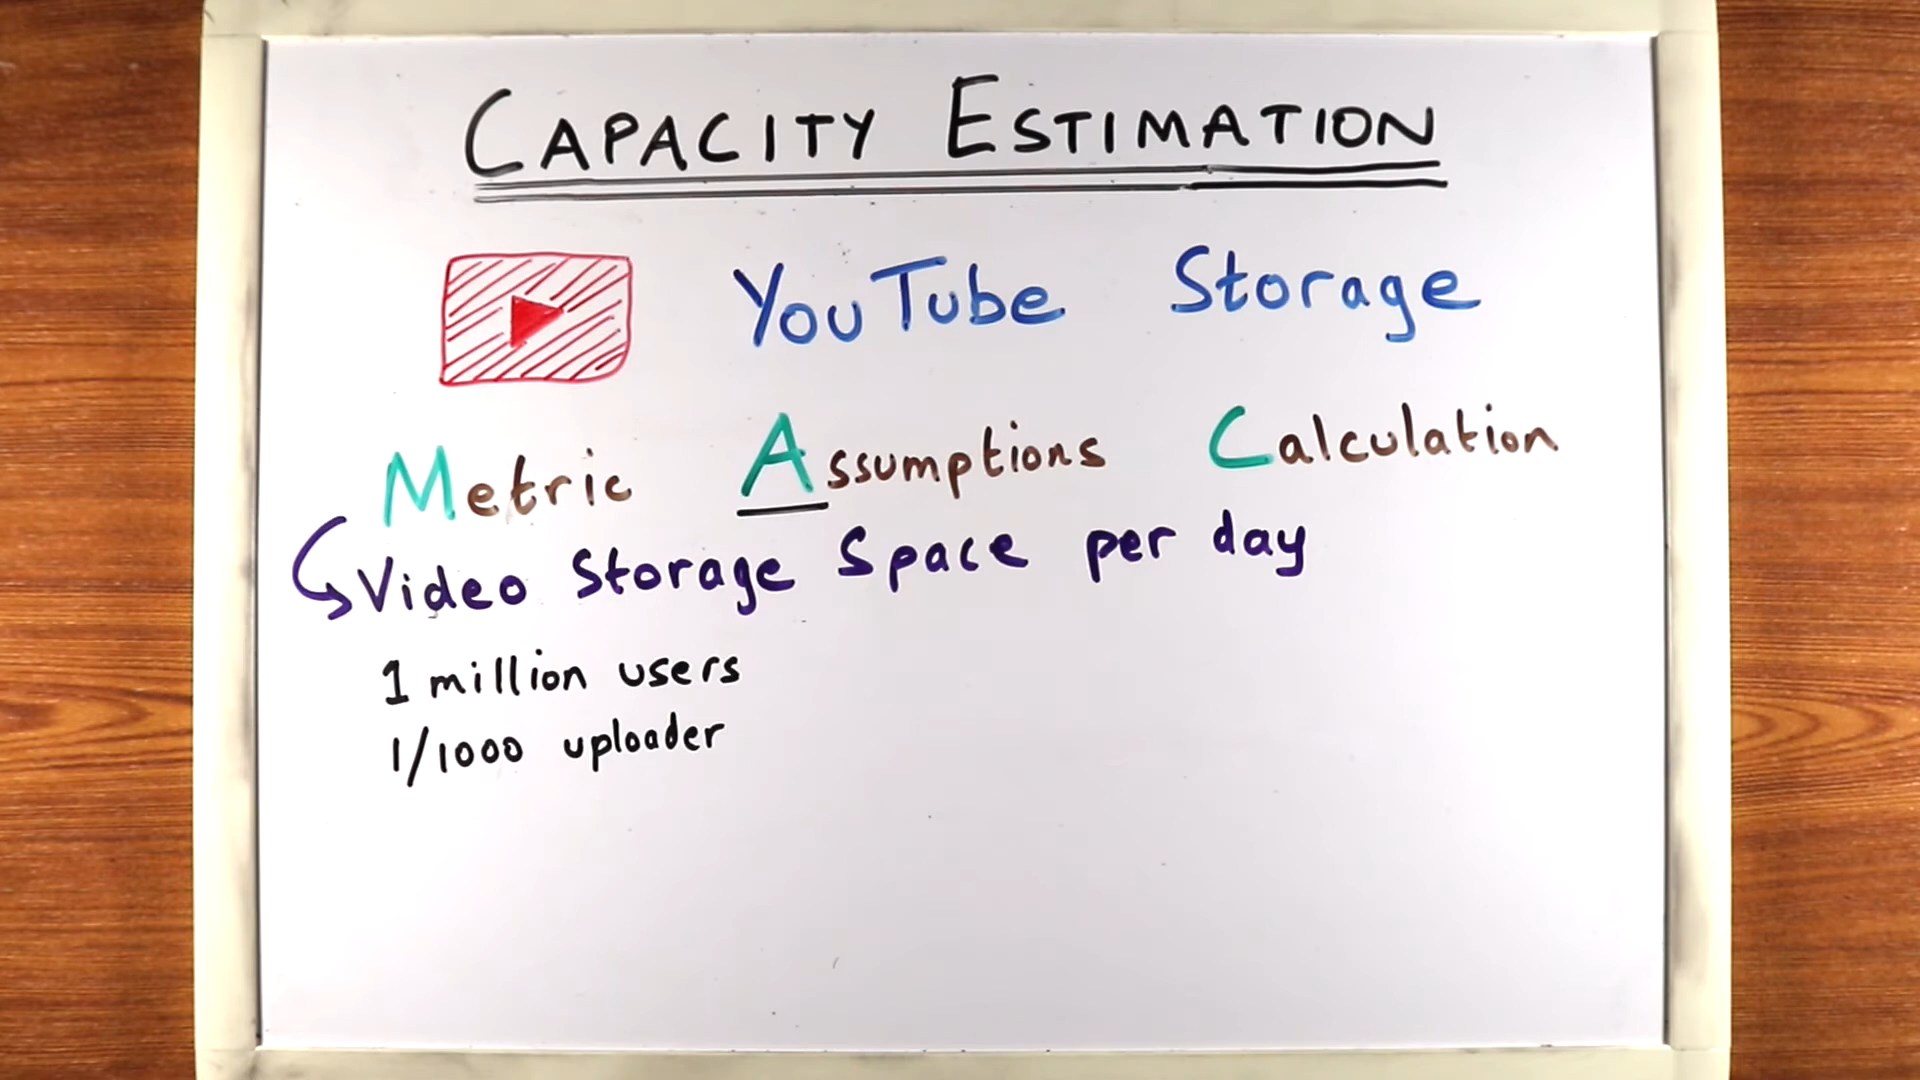 CAPACITY ESTIMATION
YouTube Storage
Metric Assumptions Calculation
Video Storage Space per day
1 million users
1/1000 uploader